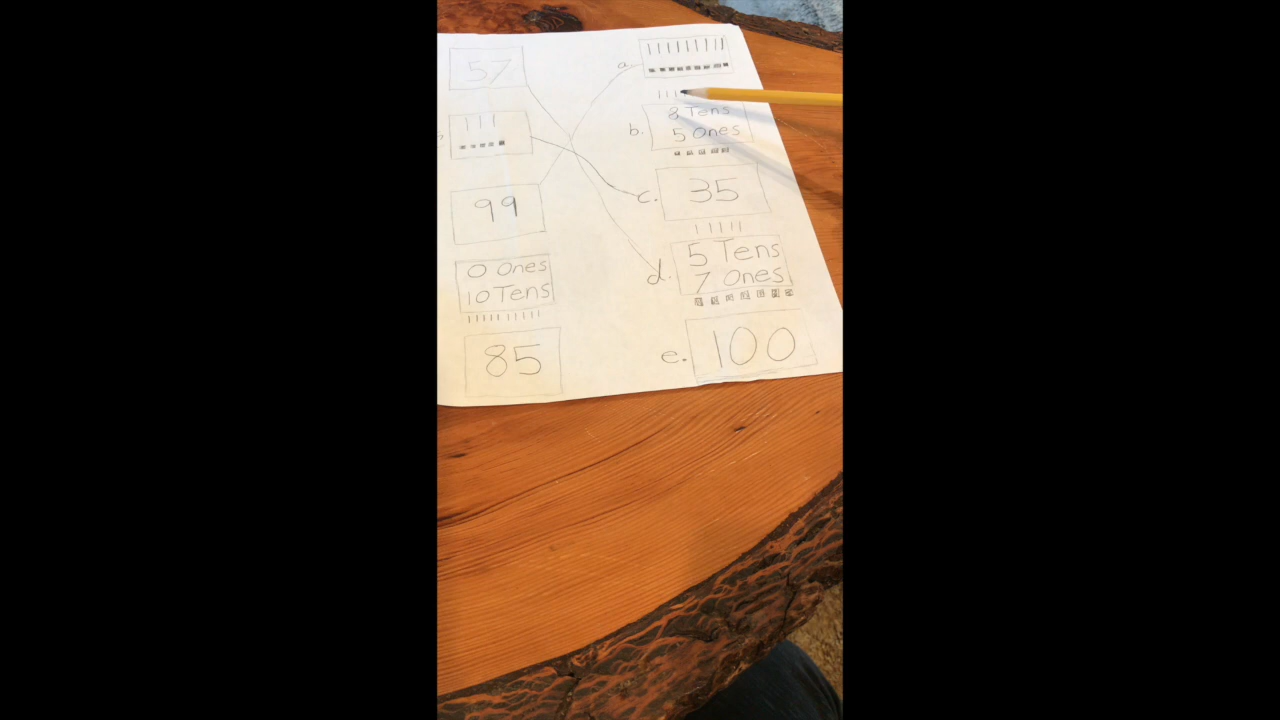 57
99
0 Ones
10 Tens
85
a.
b.
8 Tens
5 Ones
c.
35
d.
5 Tens
7 Ones
e.
100